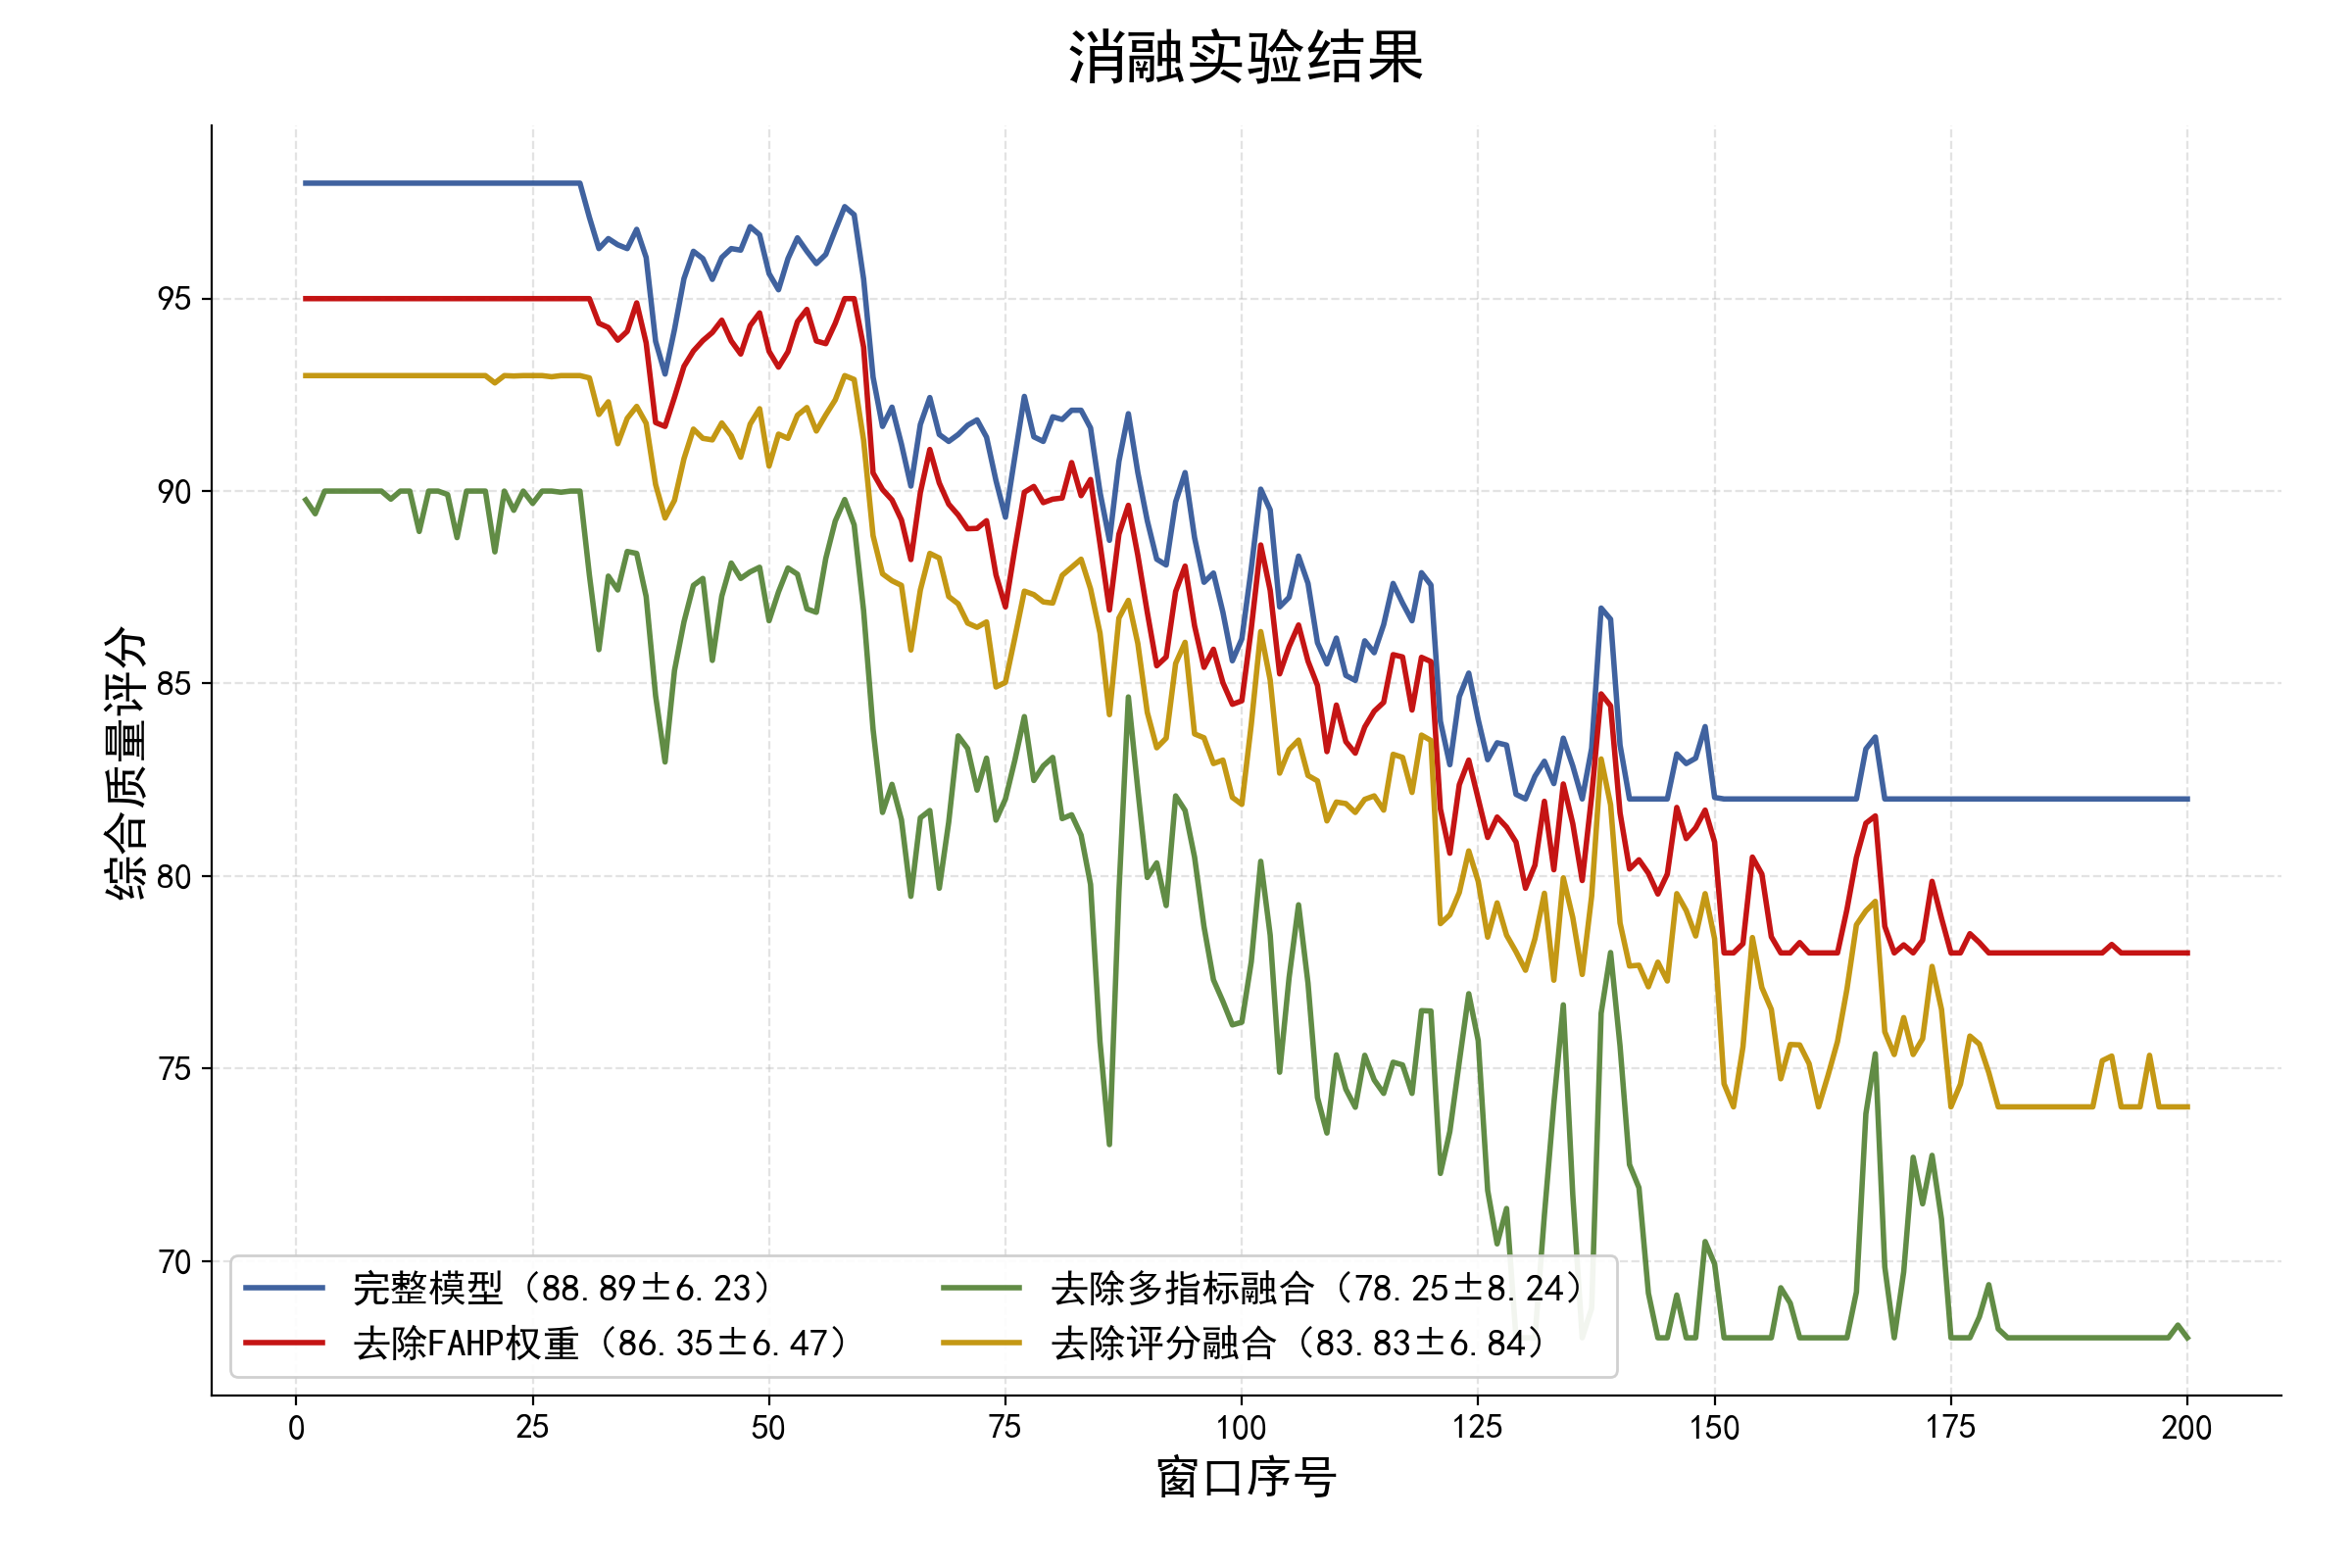 消融实验结果
综合质量评分
95
90
85
80
75
70
完整模型（88.89±6.23）
去除FAHP权重（86.35±6.47）
去除多指标融合（78.25±8.24）
去除评分融合（83.83±6.84）
0 25 50 75 100 125 150 175 200
窗口序号